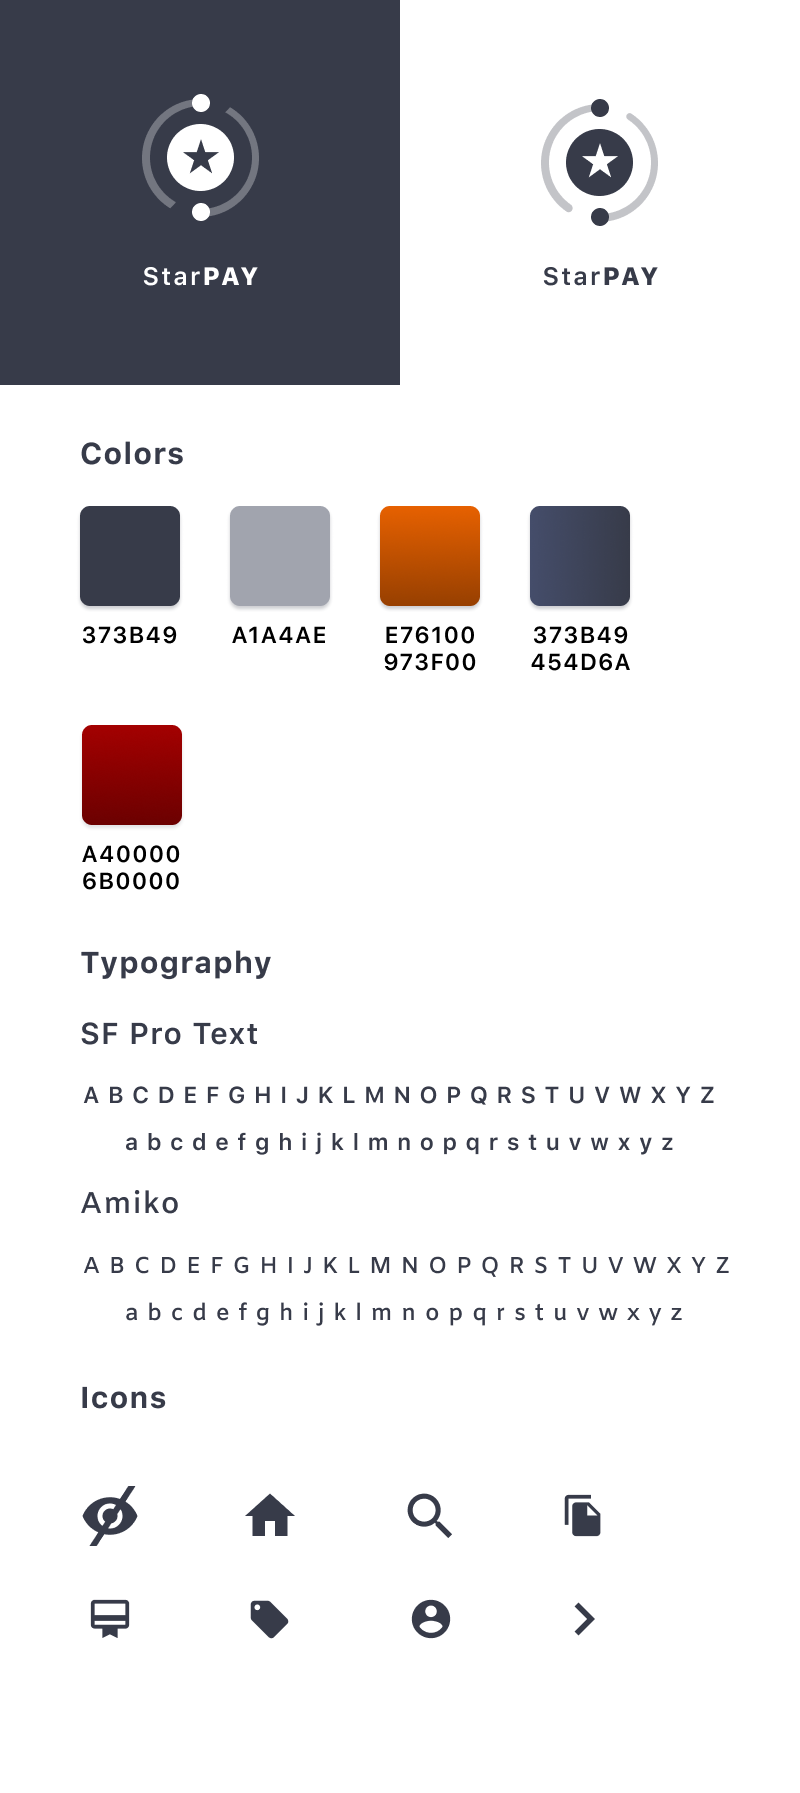 StarPAY
StarPAY
Colors
373B49
A1A4AE
E76100
973F00
373B49
454D6A
A40000
6B0000
Typography
SF Pro Text
A B C D E F G H I J K L M N O P Q R S T U V W X Y Z
a b c d e f g h i j k l m n o p q r s t u v w x y z
Amiko
A B C D E F G H I J K L M N O P Q R S T U V W X Y Z
a b c d e f g h i j k l m n o p q r s t u v w x y z
Icons